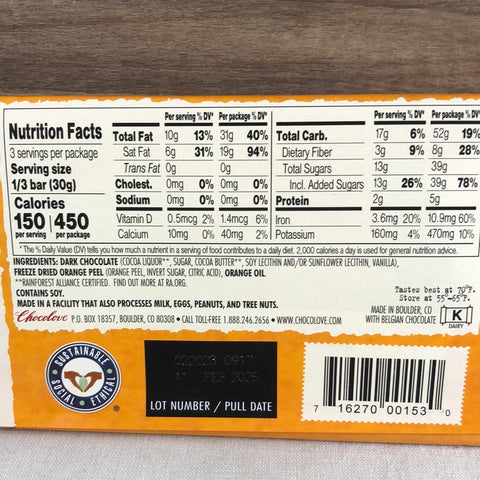 Nutrition Facts
3 servings per package
Serving size
1/3 bar (30g)
Calories
150 450
per serving per package
Per serving % DV* Per package % DV*
Total Fat 10g 13% 31g 40%
Sat Fat 6g 31% 19g 94%
Trans Fat 0g 0g
Cholest. 0mg 0% 0mg 0%
Sodium 0mg 0% 0mg 0%
Vitamin D 0.5mcg 2% 1.4mcg 6%
Calcium 10mg 0% 40mg 2%
Per serving % DV* Per package % DV*
Total Carb. 17g 6% 52g 19%
Dietary Fiber 3g 9% 8g 28%
Total Sugars 13g 39g
Incl. Added Sugars 13g 26% 39g 78%
Protein 2g 5g
Iron 3.6mg 20% 10.9mg 60%
Potassium 160mg 4% 470mg 10%
*The % Daily Value (DV) tells you how much a nutrient in a serving of food contributes to a daily diet. 2,000 calories a day is used for general nutrition advice.
INGREDIENTS: DARK CHOCOLATE (COCOA LIQUOR**, SUGAR, COCOA BUTTER**, SOY LECITHIN AND/OR SUNFLOWER LECITHIN, VANILLA),
FREEZE DRIED ORANGE PEEL (ORANGE PEEL, INVERT SUGAR, CITRIC ACID), ORANGE OIL
**RAINFOREST ALLIANCE CERTIFIED. FIND OUT MORE AT RA.ORG.
CONTAINS SOY.
MADE IN A FACILITY THAT ALSO PROCESSES MILK, EGGS, PEANUTS, AND TREE NUTS.
Chocolove P.O. BOX 18357, BOULDER, CO 80308 • CALL TOLL-FREE 1.888.246.2656 • WWW.CHOCOLOVE.COM
Tastes best at 70°F.
Store at 55°-65°F.
MADE IN BOULDER, CO
WITH BELGIAN CHOCOLATE
K
DAIRY
SUSTAINABLE
SOCIAL ETHICAL
®
022023 0917
FEB 2025
LOT NUMBER / PULL DATE
7 16270 00153 0